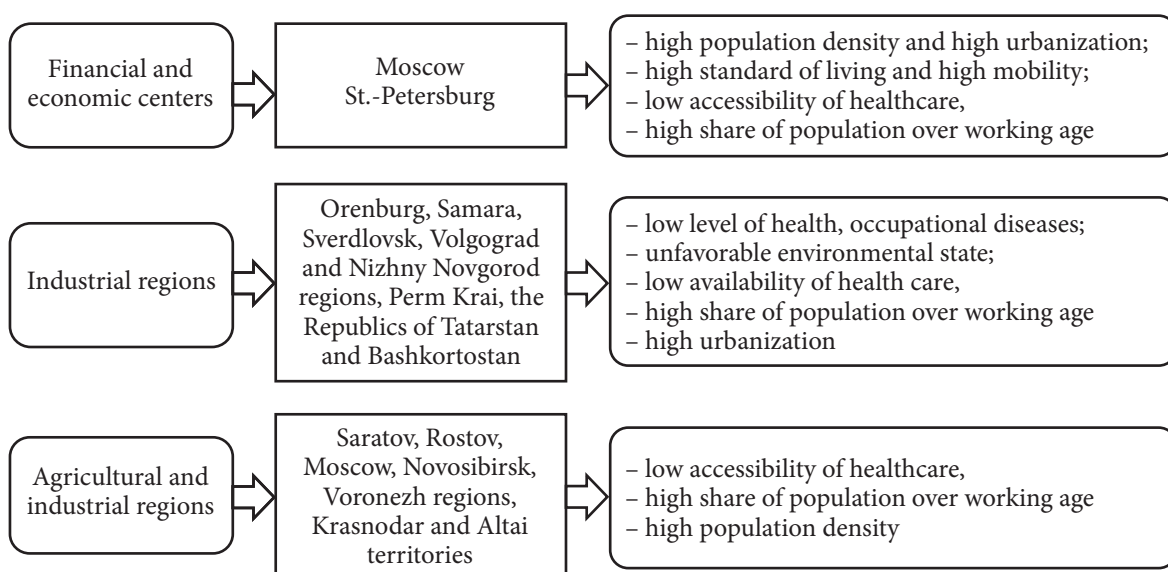 Financial and
economic centers
Moscow
St.-Petersburg
– high population density and high urbanization;
– high standard of living and high mobility;
– low accessibility of healthcare,
– high share of population over working age
Industrial regions
Orenburg, Samara,
Sverdlovsk, Volgograd
and Nizhny Novgorod
regions, Perm Krai, the
Republics of Tatarstan
and Bashkortostan
– low level of health, occupational diseases;
– unfavorable environmental state;
– low availability of health care,
– high share of population over working age
– high urbanization
Agricultural and
industrial regions
Saratov, Rostov,
Moscow, Novosibirsk,
Voronezh regions,
Krasnodar and Altai
territories
– low accessibility of healthcare,
– high share of population over working age
– high population density